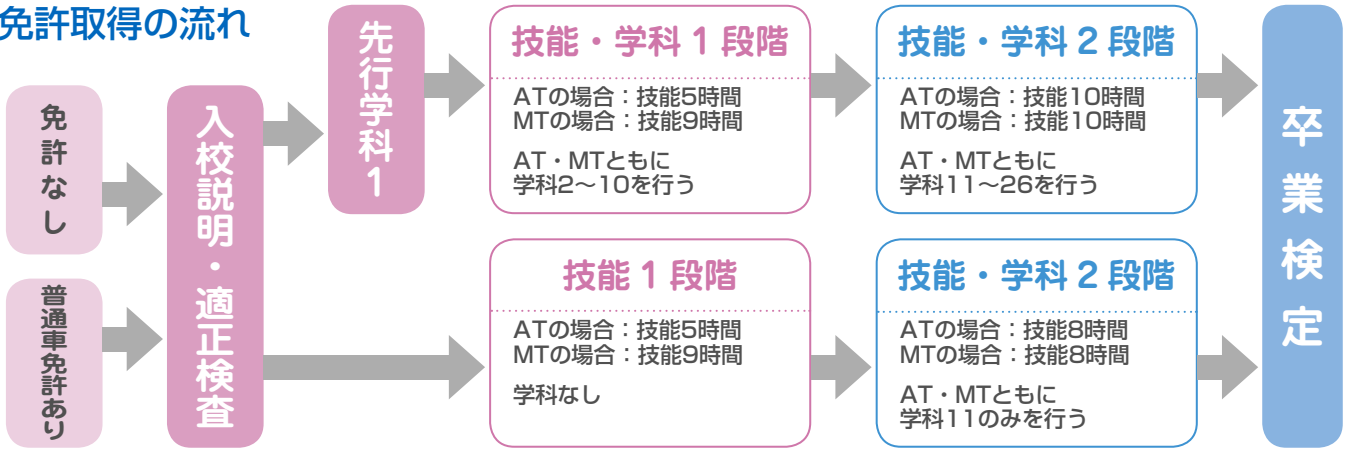 免許取得の流れ
免許なし
普通車免許あり
入校説明・適正検査
先行学科1
技能・学科1段階
ATの場合：技能5時間
MTの場合：技能9時間
AT・MTともに
学科2〜10を行う
技能・学科2段階
ATの場合：技能10時間
MTの場合：技能10時間
AT・MTともに
学科11〜26を行う
技能1段階
ATの場合：技能5時間
MTの場合：技能9時間
学科なし
技能・学科2段階
ATの場合：技能8時間
MTの場合：技能8時間
AT・MTともに
学科11のみを行う
卒業検定